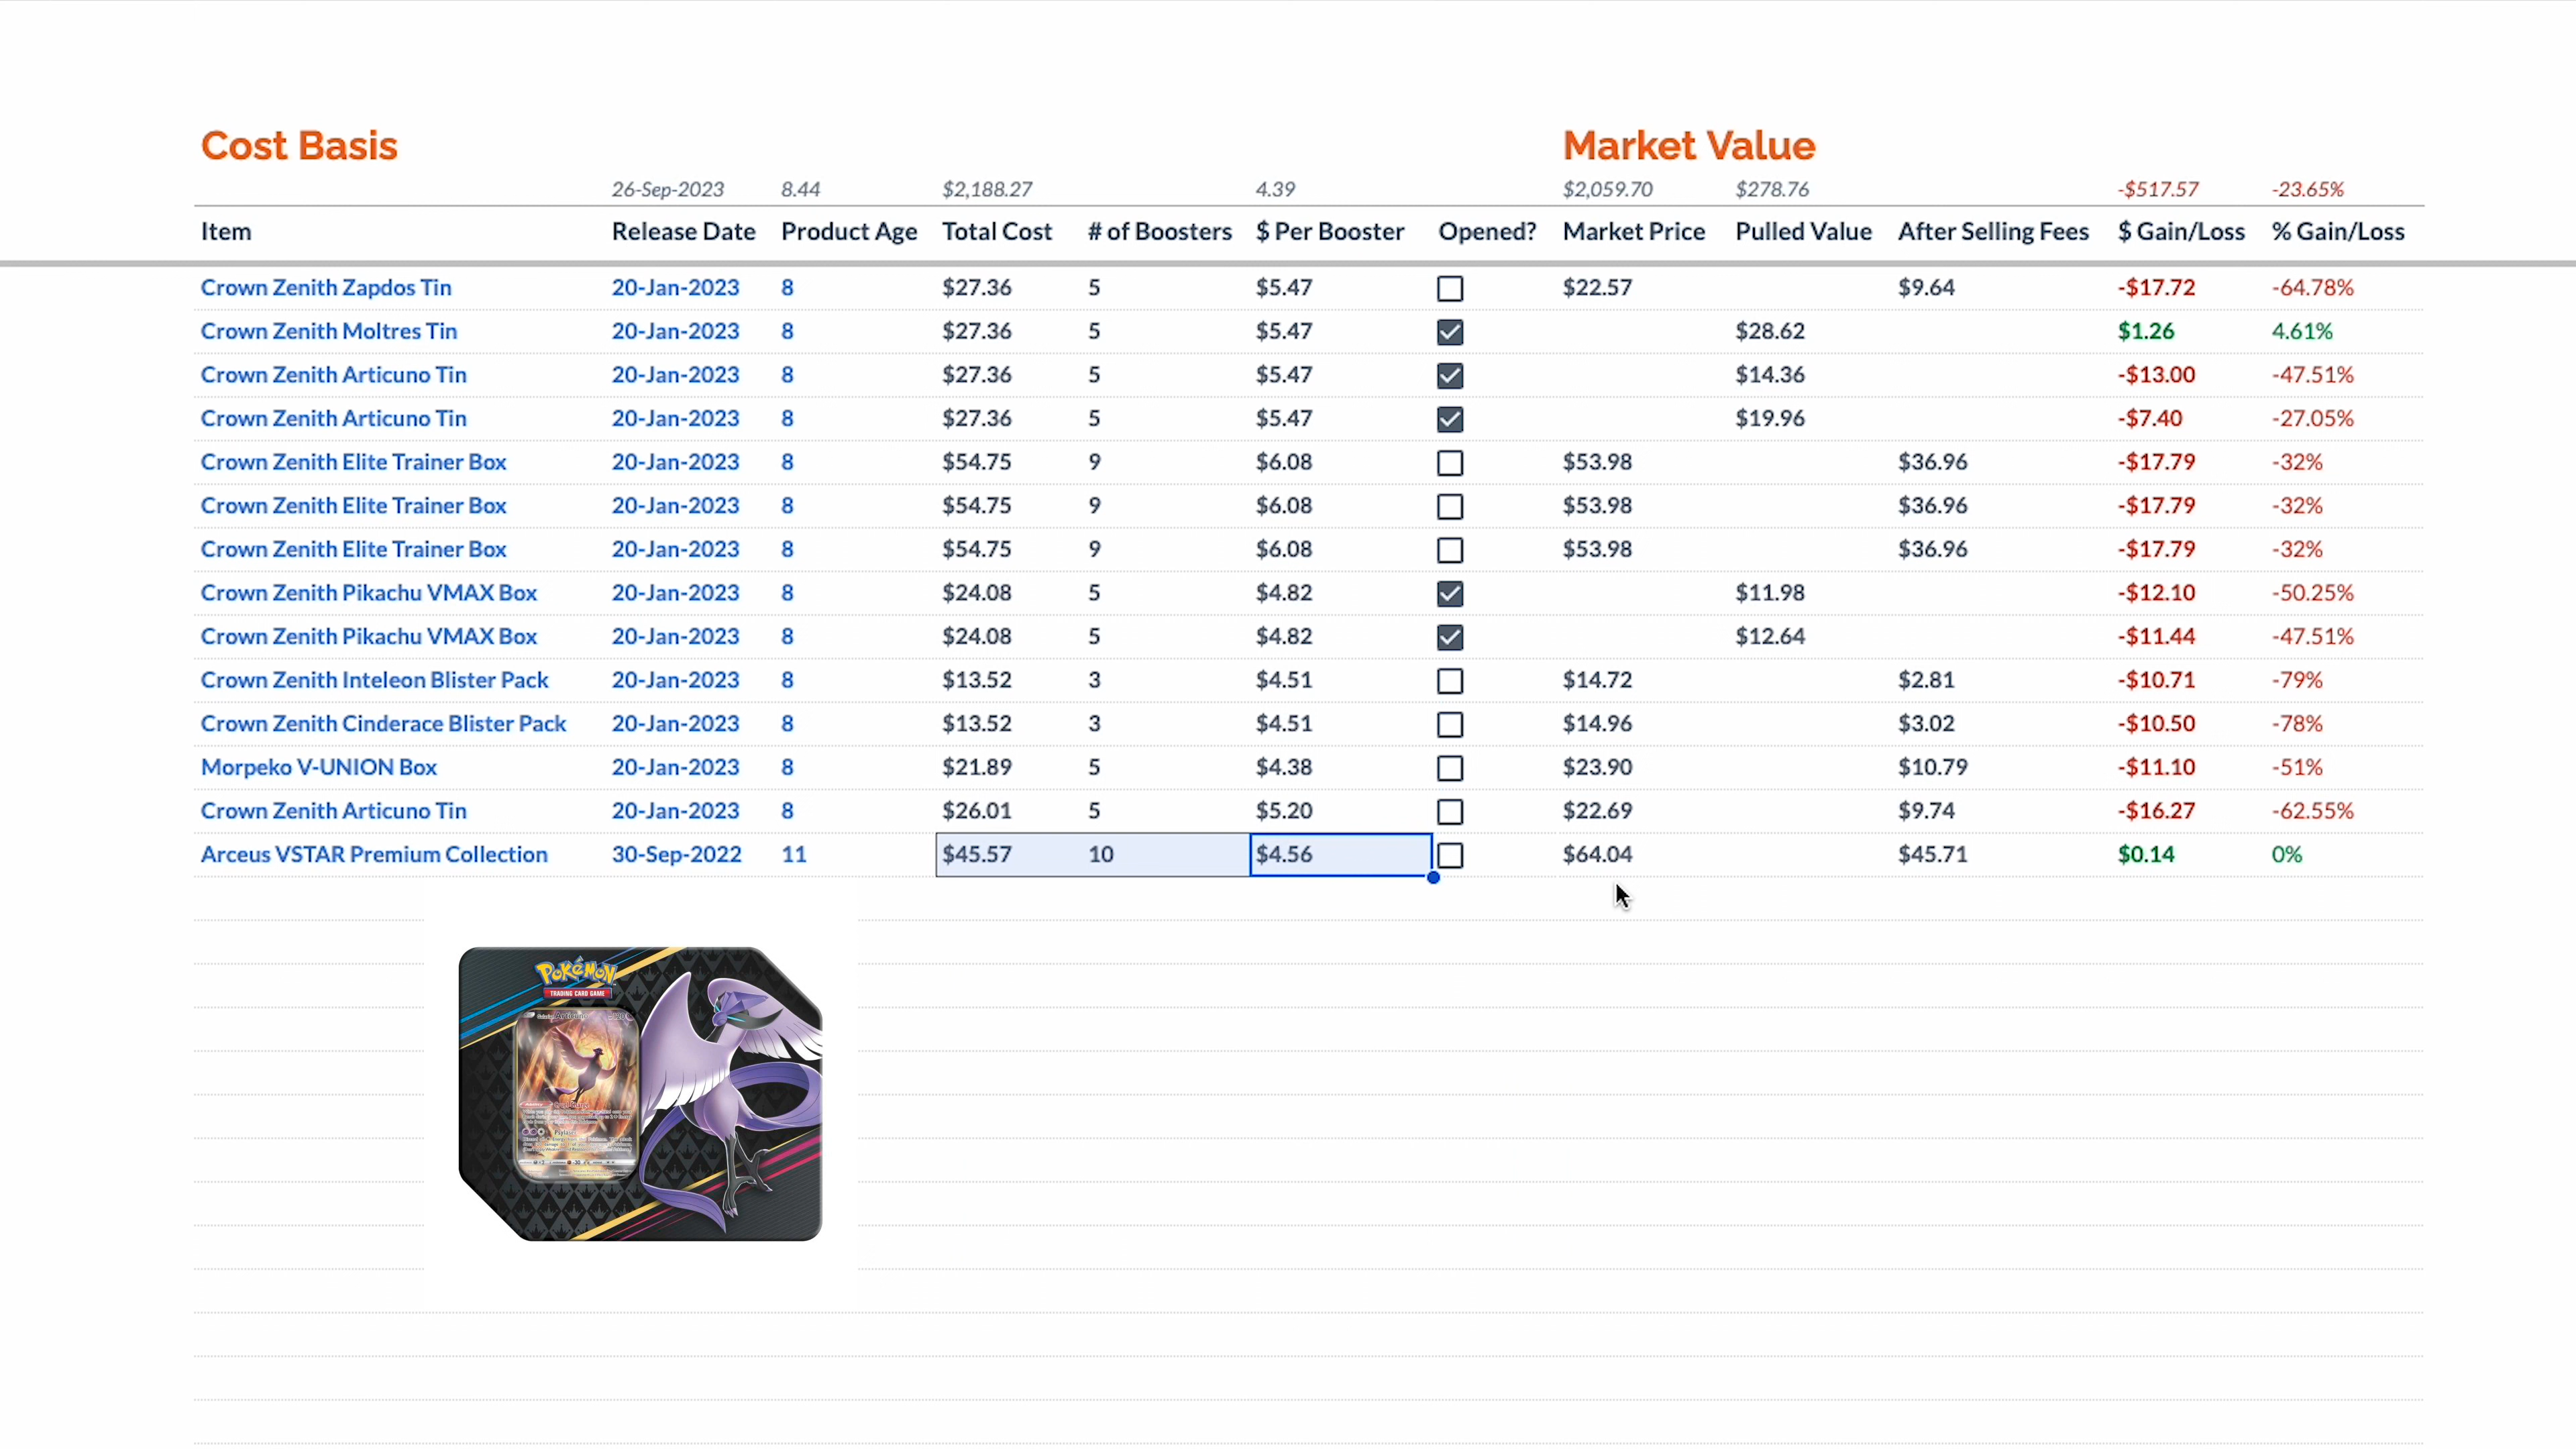 Cost Basis Market Value
26-Sep-2023 8.44 $2,188.27 4.39 $2,059.70 $278.76 -$517.57 -23.65%
Item Release Date Product Age Total Cost # of Boosters $ Per Booster Opened? Market Price Pulled Value After Selling Fees $ Gain/Loss % Gain/Loss
Crown Zenith Zapdos Tin 20-Jan-2023 8 $27.36 5 $5.47 $22.57 $9.64 -$17.72 -64.78%
Crown Zenith Moltres Tin 20-Jan-2023 8 $27.36 5 $5.47 $28.62 $1.26 4.61%
Crown Zenith Articuno Tin 20-Jan-2023 8 $27.36 5 $5.47 $14.36 -$13.00 -47.51%
Crown Zenith Articuno Tin 20-Jan-2023 8 $27.36 5 $5.47 $19.96 -$7.40 -27.05%
Crown Zenith Elite Trainer Box 20-Jan-2023 8 $54.75 9 $6.08 $53.98 $36.96 -$17.79 -32%
Crown Zenith Elite Trainer Box 20-Jan-2023 8 $54.75 9 $6.08 $53.98 $36.96 -$17.79 -32%
Crown Zenith Elite Trainer Box 20-Jan-2023 8 $54.75 9 $6.08 $53.98 $36.96 -$17.79 -32%
Crown Zenith Pikachu VMAX Box 20-Jan-2023 8 $24.08 5 $4.82 $11.98 -$12.10 -50.25%
Crown Zenith Pikachu VMAX Box 20-Jan-2023 8 $24.08 5 $4.82 $12.64 -$11.44 -47.51%
Crown Zenith Inteleon Blister Pack 20-Jan-2023 8 $13.52 3 $4.51 $14.72 $2.81 -$10.71 -79%
Crown Zenith Cinderace Blister Pack 20-Jan-2023 8 $13.52 3 $4.51 $14.96 $3.02 -$10.50 -78%
Morpeko V-UNION Box 20-Jan-2023 8 $21.89 5 $4.38 $23.90 $10.79 -$11.10 -51%
Crown Zenith Articuno Tin 20-Jan-2023 8 $26.01 5 $5.20 $22.69 $9.74 -$16.27 -62.55%
Arceus VSTAR Premium Collection 30-Sep-2022 11 $45.57 10 $4.56 $64.04 $45.71 $0.14 0%
POKéMON
TRADING CARD GAME